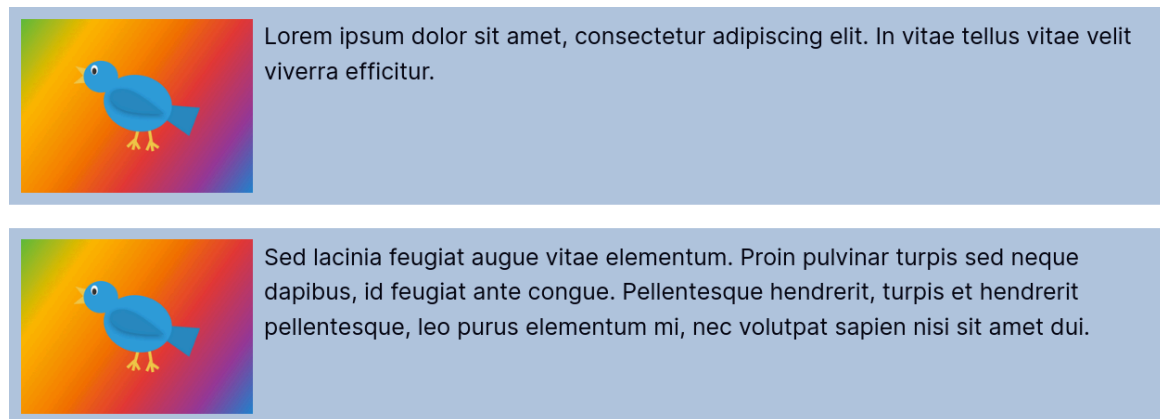 Lorem ipsum dolor sit amet, consectetur adipiscing elit. In vitae tellus vitae velit
viverra efficitur.
Sed lacinia feugiat augue vitae elementum. Proin pulvinar turpis sed neque
dapibus, id feugiat ante congue. Pellentesque hendrerit, turpis et hendrerit
pellentesque, leo purus elementum mi, nec volutpat sapien nisi sit amet dui.